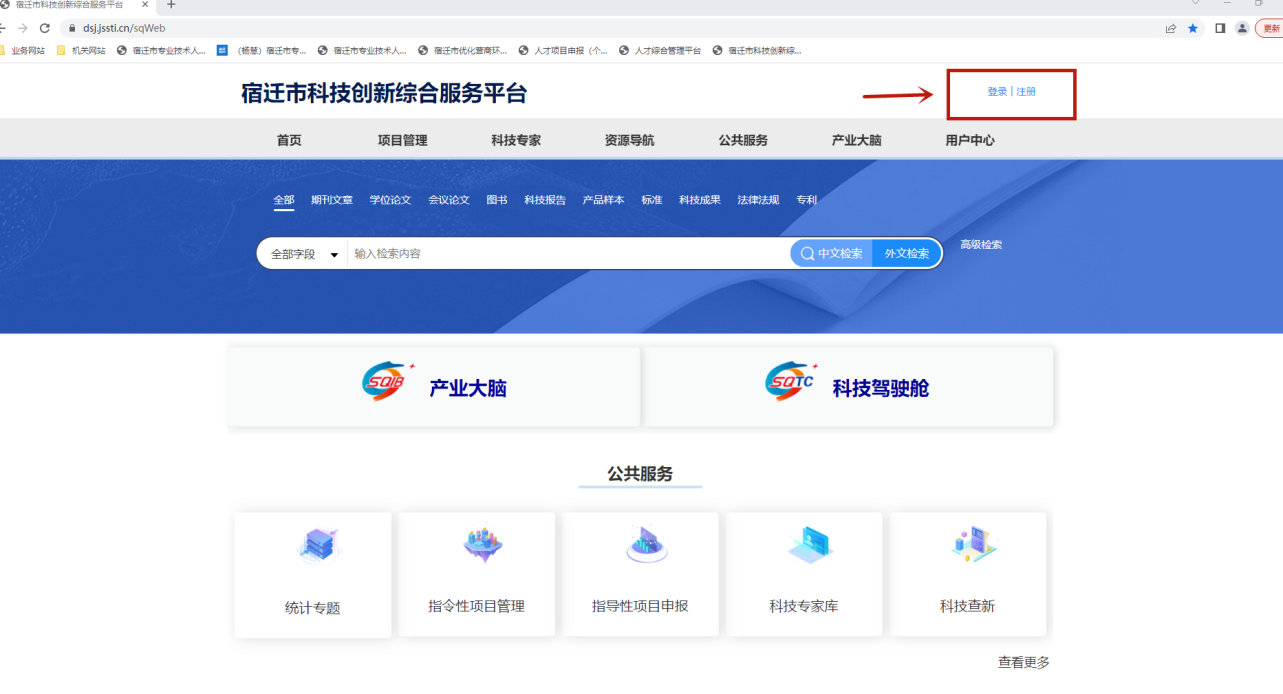 宿迁市科技创新综合服务平台
dsj.jssti.cn/sqWeb
更新
业务网站 机关网站 宿迁市专业技术人... (杨慧）宿迁市专... 宿迁市专业技术人... 宿迁市优化营商环... 人才项目申报（个... 人才综合管理平台 宿迁市科技创新综...
宿迁市科技创新综合服务平台
登录 | 注册
首页 项目管理 科技专家 资源导航 公共服务 产业大脑 用户中心
全部 期刊文章 学位论文 会议论文 图书 科技报告 产品样本 标准 科技成果 法律法规 专利
全部字段 输入检索内容 中文检索 外文检索 高级检索
SQIB 产业大脑 SQTC 科技驾驶舱
公共服务
统计专题 指令性项目管理 指导性项目申报 科技专家库 科技查新
查看更多